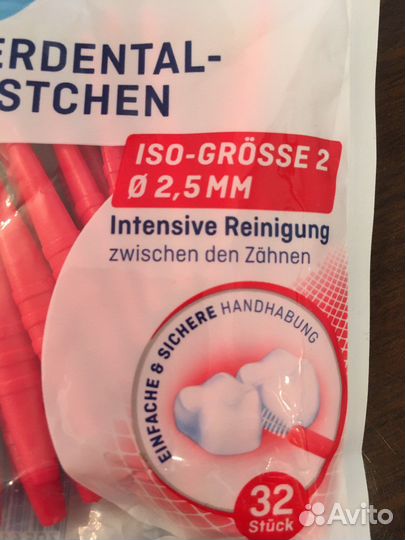 ERDENTAL-
STCHEN
ISO-GRÖSSE 2
Ø 2,5 MM
Intensive Reinigung
zwischen den Zähnen
EINFACHE & SICHERE HANDHABUNG
32
Stück
Avito